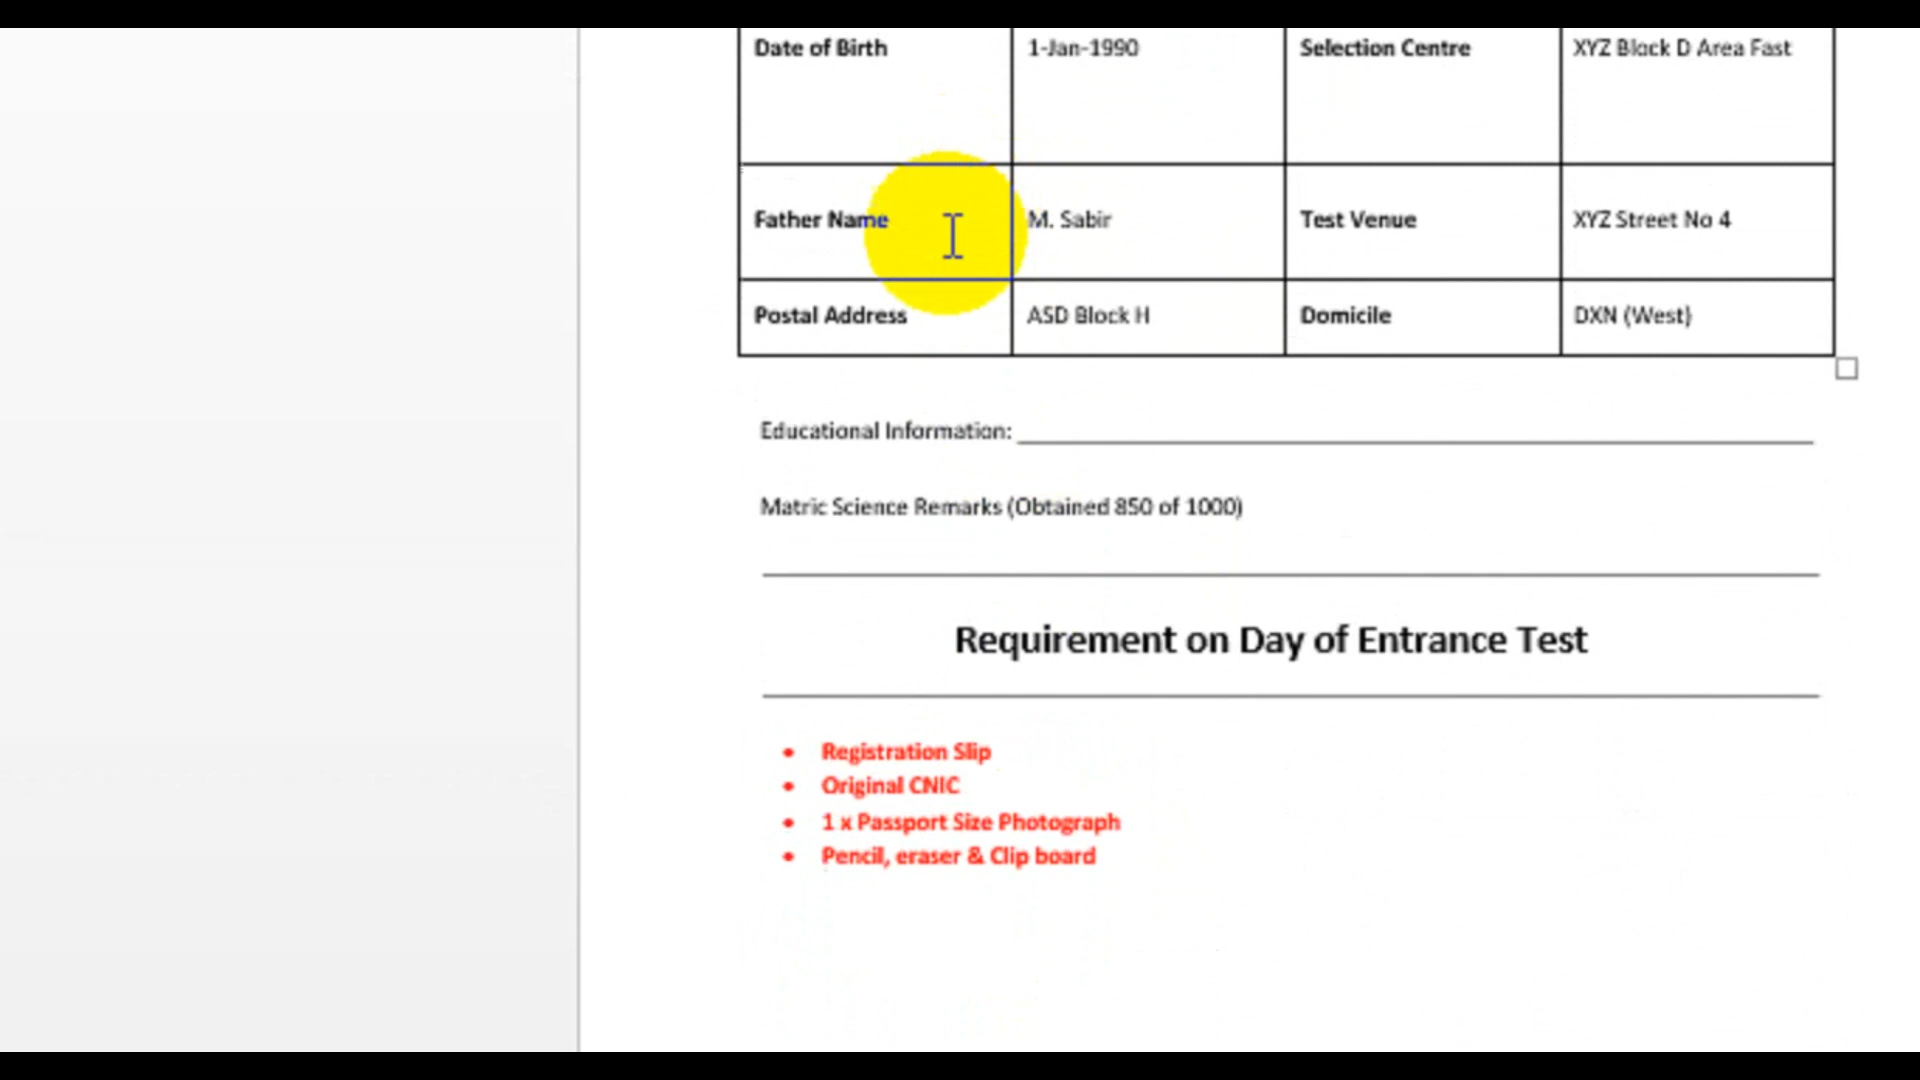 Date of Birth 1-Jan-1990 Selection Centre XYZ Block D Area Fast
Father Name M. Sabir Test Venue XYZ Street No 4
Postal Address ASD Block H Domicile DXN (West)
Educational Information:
Matric Science Remarks (Obtained 850 of 1000)
Requirement on Day of Entrance Test
• Registration Slip
• Original CNIC
• 1 x Passport Size Photograph
• Pencil, eraser & Clip board